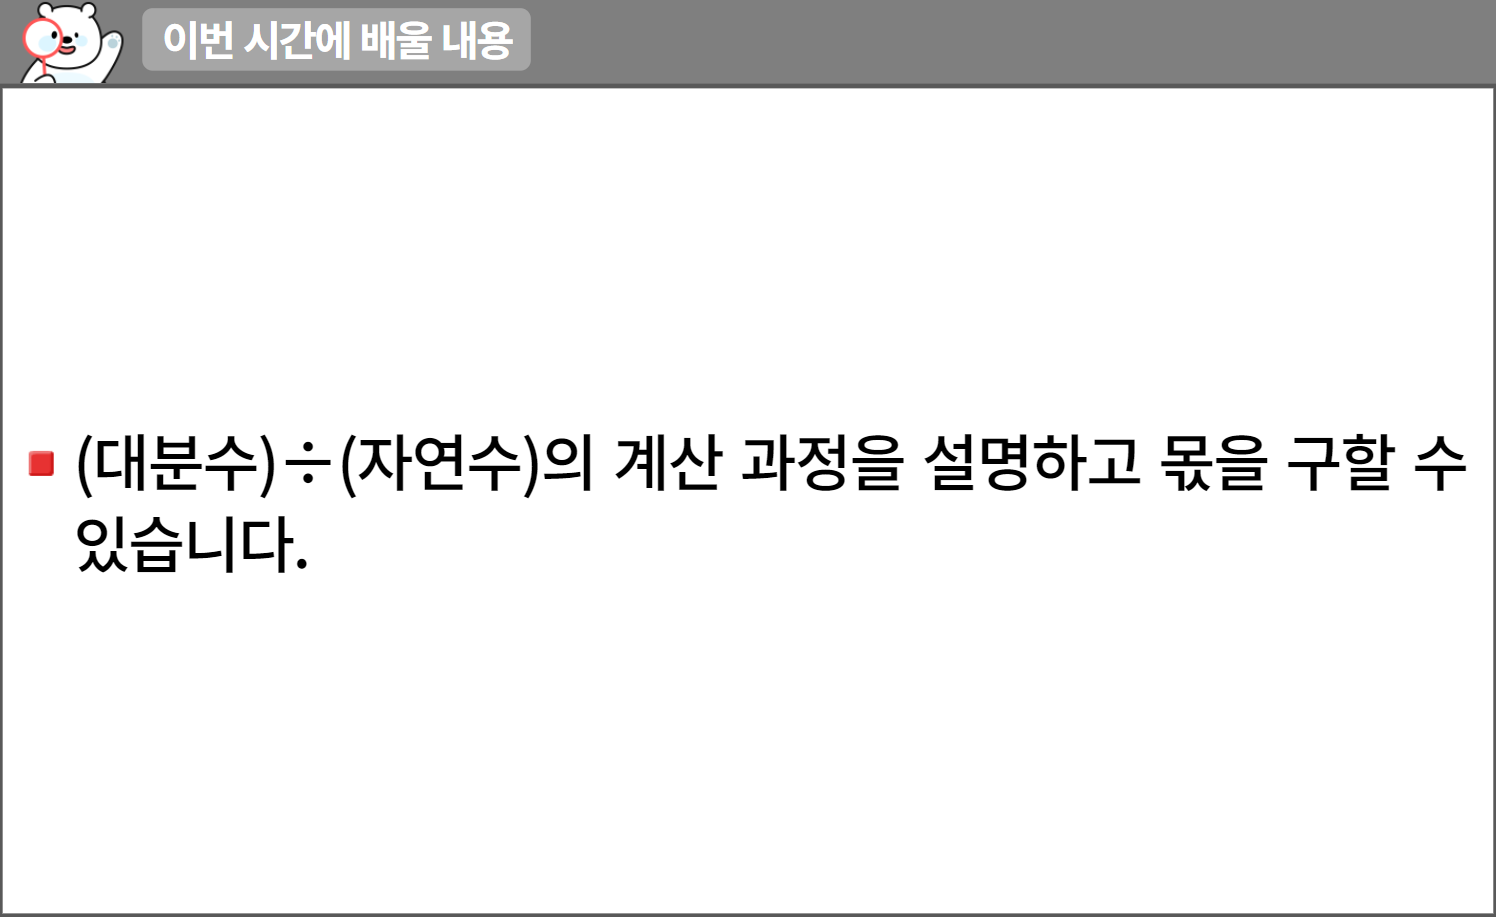 이번 시간에 배울 내용
(대분수)÷(자연수)의 계산 과정을 설명하고 몫을 구할 수
있습니다.